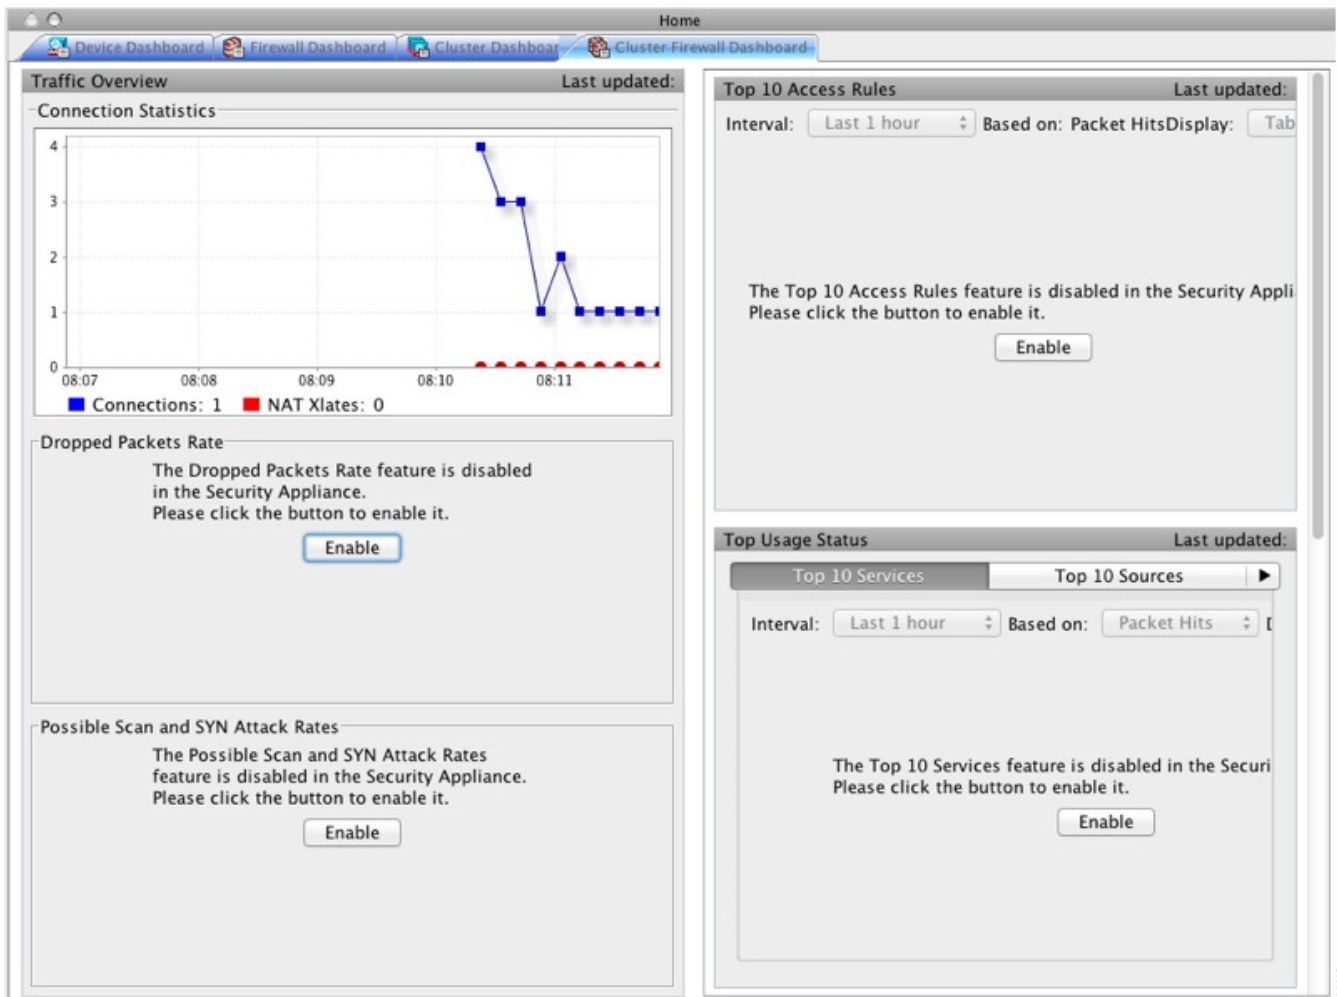 Home
Device Dashboard
Firewall Dashboard
Cluster Dashboar
Cluster Firewall Dashboard
Traffic Overview
Last updated:
Connection Statistics
4
3
2
1
0
08:07
08:08
08:09
08:10
08:11
Connections: 1
NAT Xlates: 0
Dropped Packets Rate
The Dropped Packets Rate feature is disabled
in the Security Appliance.
Please click the button to enable it.
Enable
Possible Scan and SYN Attack Rates
The Possible Scan and SYN Attack Rates
feature is disabled in the Security Appliance.
Please click the button to enable it.
Enable
Top 10 Access Rules
Last updated:
Interval:
Last 1 hour
Based on: Packet HitsDisplay:
Tab
The Top 10 Access Rules feature is disabled in the Security Appli
Please click the button to enable it.
Enable
Top Usage Status
Last updated:
Top 10 Services
Top 10 Sources
Interval:
Last 1 hour
Based on:
Packet Hits
The Top 10 Services feature is disabled in the Securi
Please click the button to enable it.
Enable